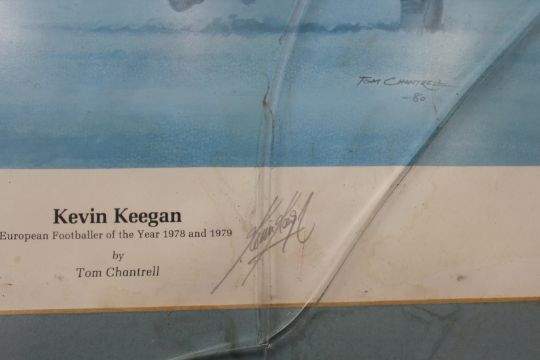 TOM CHANTRELL
-80
Kevin Keegan
European Footballer of the Year 1978 and 1979
by
Tom Chantrell